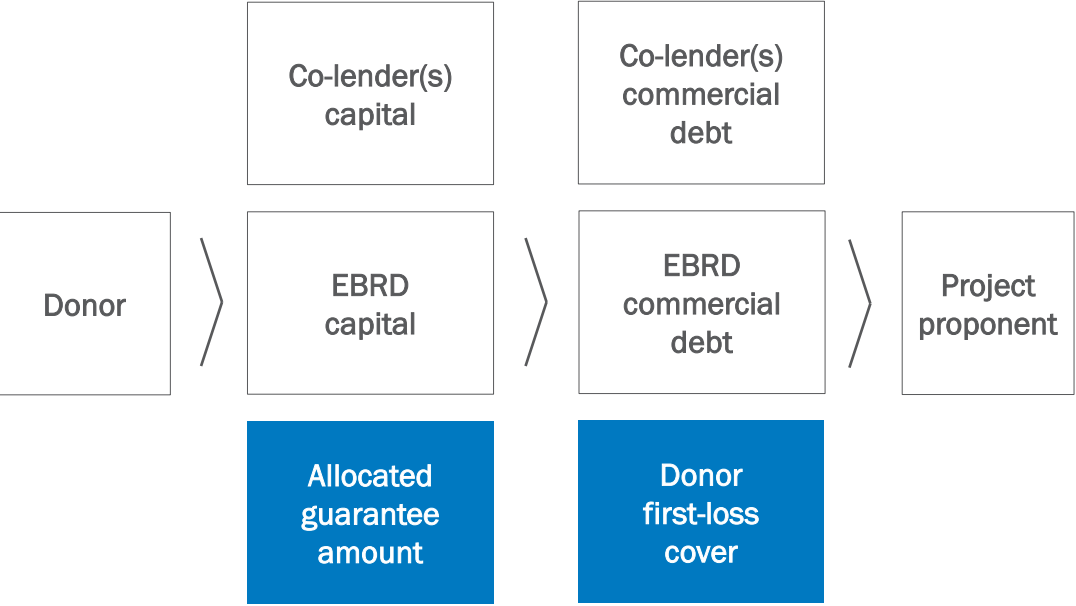 Co-lender(s)
capital
Co-lender(s)
commercial
debt
Donor
EBRD
capital
EBRD
commercial
debt
Project
proponent
Allocated
guarantee
amount
Donor
first-loss
cover